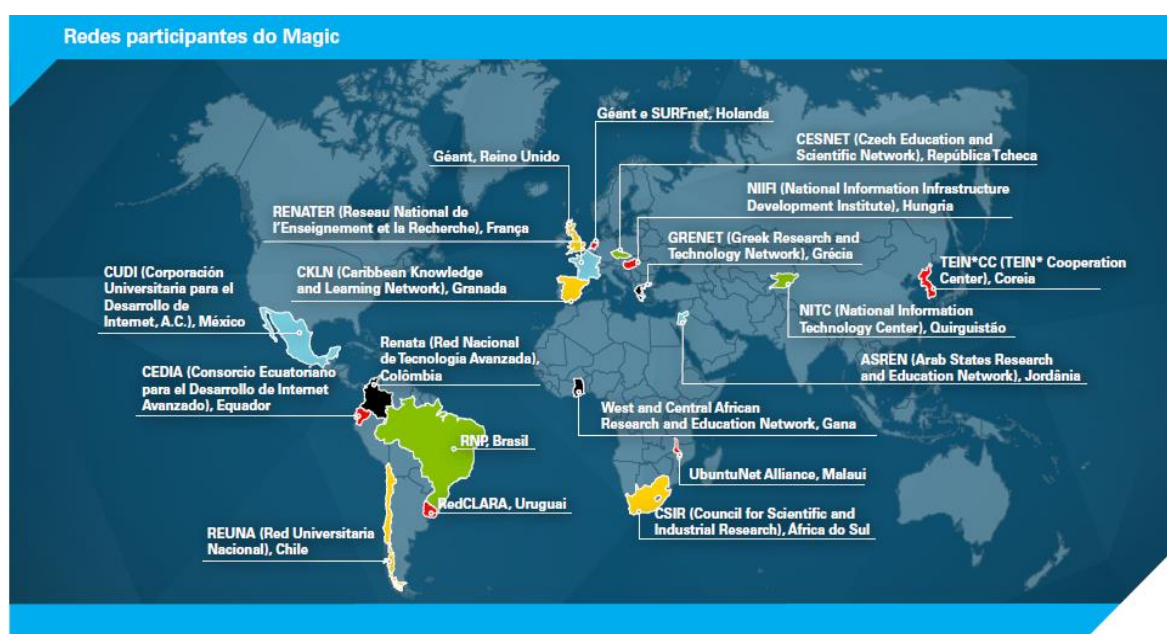 Redes participantes do Magic
Géant e SURFnet, Holanda
CESNET (Czech Education and
Scientific Network), República Tcheca
Géant, Reino Unido
NIIFI (National Information Infrastructure
Development Institute), Hungria
RENATER (Reseau National de
l'Enseignement et la Recherche), França
GRENET (Greek Research and
Technology Network), Grécia
TEIN*CC (TEIN* Cooperation
Center), Coreia
CUDI (Corporación
Universitaria para el
Desarrollo de
Internet, A.C.), México
CKLN (Caribbean Knowledge
and Learning Network), Granada
NITC (National Information
Technology Center), Quirguistão
Renata (Red Nacional
de Tecnología Avanzada),
Colômbia
ASREN (Arab States Research
and Education Network), Jordânia
CEDIA (Consorcio Ecuatoriano
para el Desarrollo de Internet
Avanzado), Equador
West and Central African
Research and Education Network, Gana
RNP, Brasil
UbuntuNet Alliance, Malaui
RedCLARA, Uruguai
CSIR (Council for Scientific and
Industrial Research), África do Sul
REUNA (Red Universitaria
Nacional), Chile